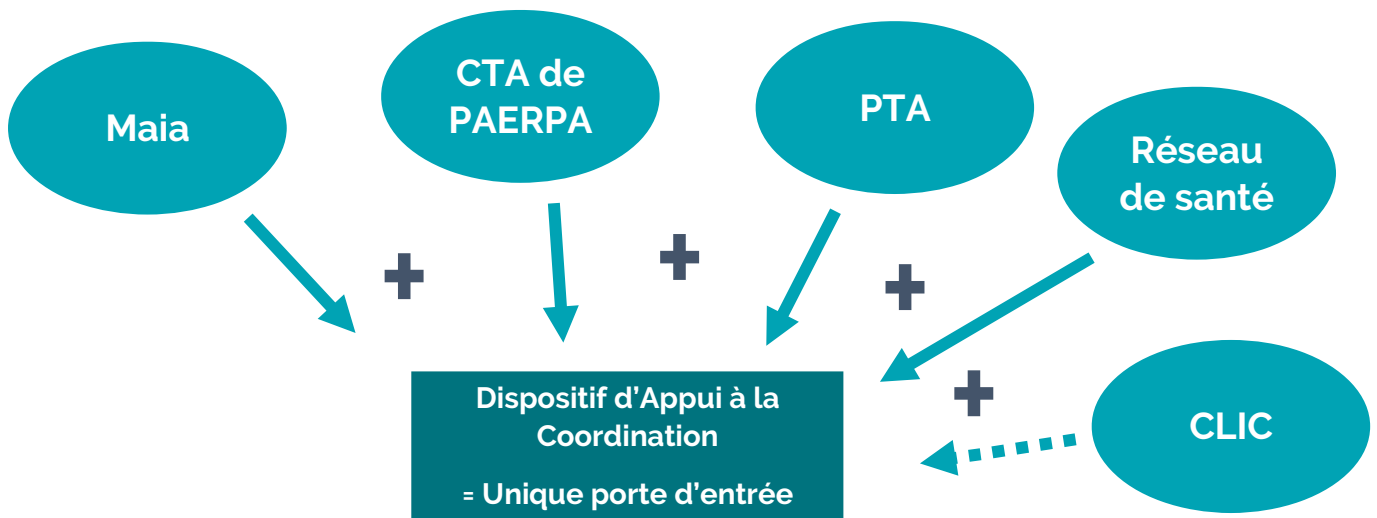 Maia
CTA de
PAERPA
PTA
Réseau
de santé
CLIC
Dispositif d’Appui à la
Coordination
= Unique porte d’entrée